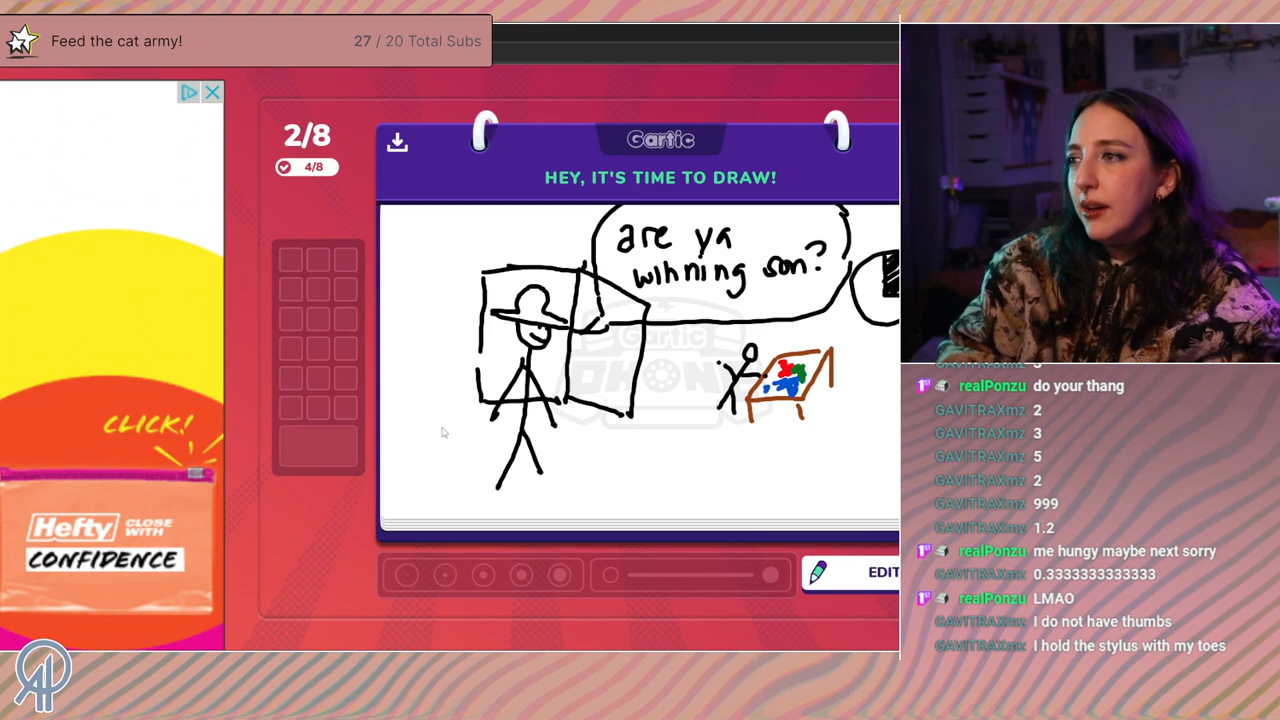 Feed the cat army!
27 / 20 Total Subs
2/8
4/8
Gartic
HEY, IT'S TIME TO DRAW!
are ya
winning son?
Gartic
PHONE
CLICK!
Hefty CLOSE WITH
CONFIDENCE
EDIT
realPonzu do your thang
GAVITRAXmz 2
GAVITRAXmz 3
GAVITRAXmz 5
GAVITRAXmz 2
GAVITRAXmz 999
GAVITRAXmz 1.2
realPonzu me hungy maybe next sorry
GAVITRAXmz 0.3333333333333
realPonzu LMAO
GAVITRAXmz I do not have thumbs
GAVITRAXmz I hold the stylus with my toes